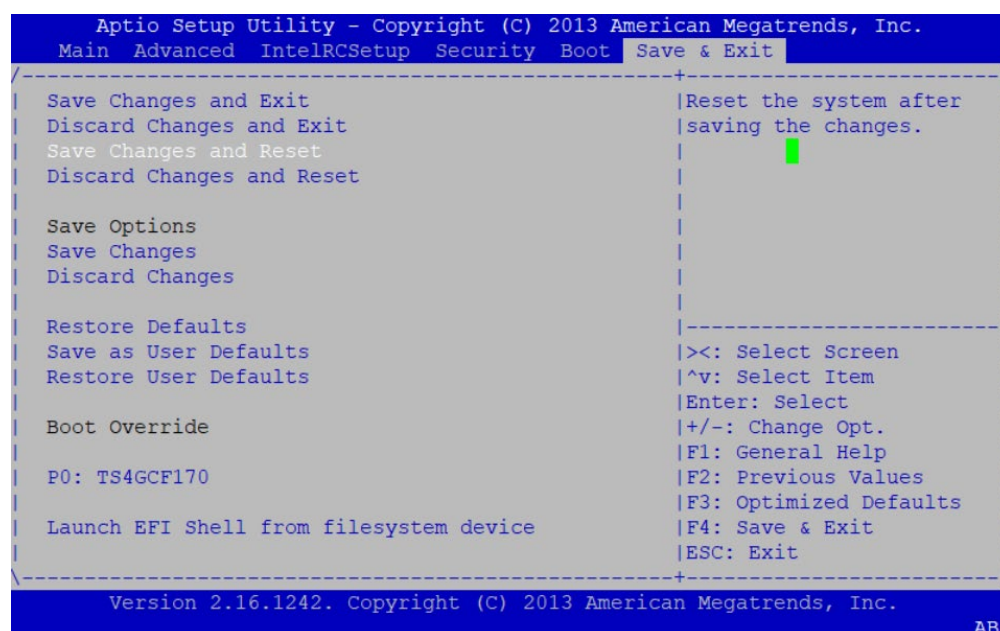 Aptio Setup Utility – Copyright (C) 2013 American Megatrends, Inc.
Main Advanced IntelRCSetup Security Boot Save & Exit
Save Changes and Exit
Discard Changes and Exit
Save Changes and Reset
Discard Changes and Reset
Save Options
Save Changes
Discard Changes
Restore Defaults
Save as User Defaults
Restore User Defaults
Boot Override
P0: TS4GCF170
Launch EFI Shell from filesystem device
Reset the system after
saving the changes.
><: Select Screen
^v: Select Item
Enter: Select
+/-: Change Opt.
F1: General Help
F2: Previous Values
F3: Optimized Defaults
F4: Save & Exit
ESC: Exit
Version 2.16.1242. Copyright (C) 2013 American Megatrends, Inc.
AB